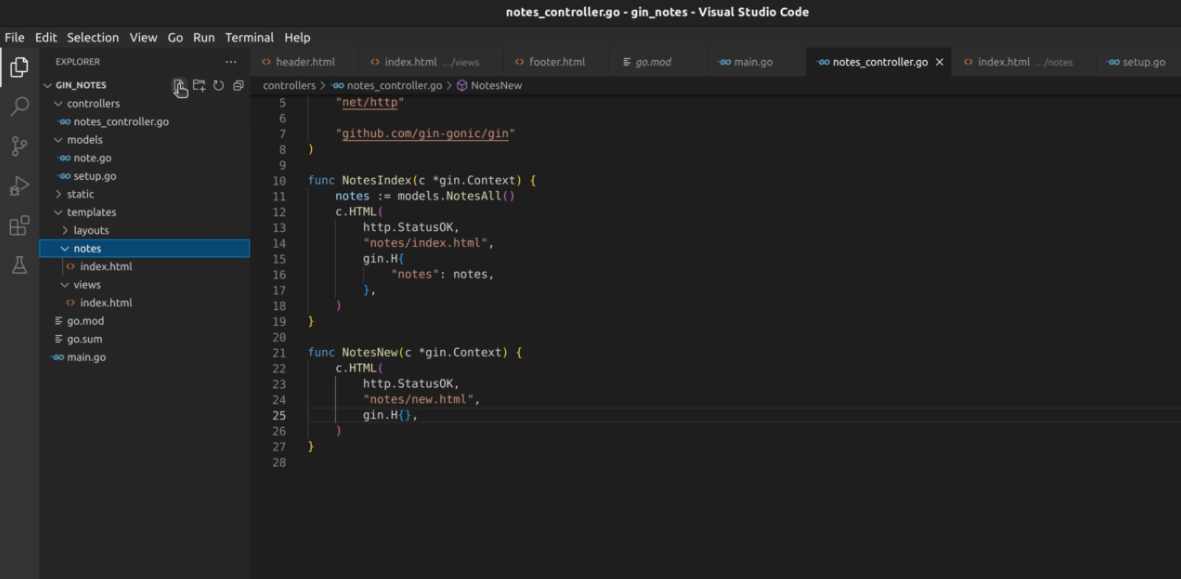 notes_controller.go - gin_notes - Visual Studio Code
File Edit Selection View Go Run Terminal Help
EXPLORER
GIN_NOTES
controllers
notes_controller.go
models
note.go
setup.go
static
templates
layouts
notes
index.html
views
index.html
go.mod
go.sum
main.go
header.html index.html .../views footer.html go.mod main.go notes_controller.go index.html .../notes setup.go
controllers > notes_controller.go > NotesNew
5 "net/http"
6
7 "github.com/gin-gonic/gin"
8 )
9
10 func NotesIndex(c *gin.Context) {
11 notes := models.NotesAll()
12 c.HTML(
13 http.StatusOK,
14 "notes/index.html",
15 gin.H{
16 "notes": notes,
17 },
18 )
19 }
20
21 func NotesNew(c *gin.Context) {
22 c.HTML(
23 http.StatusOK,
24 "notes/new.html",
25 gin.H{},
26 )
27 }
28